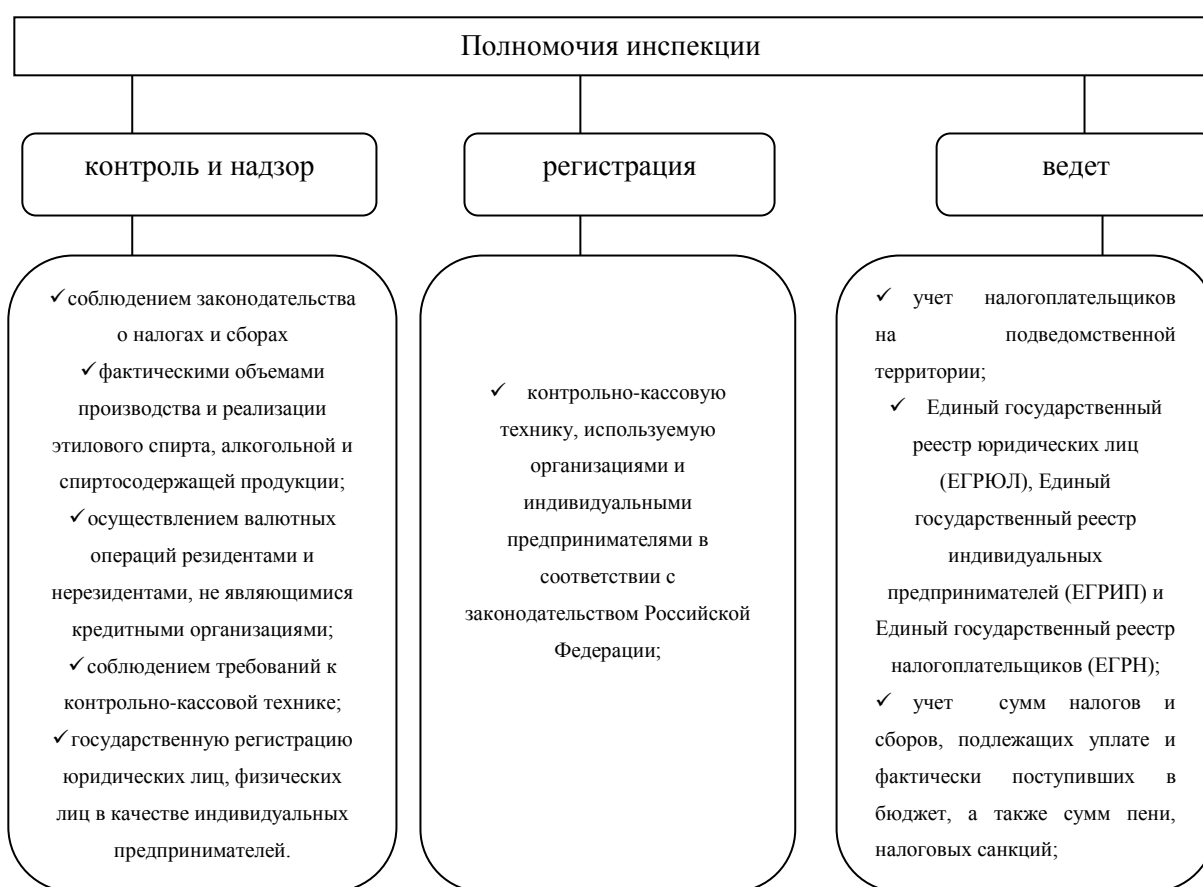 Полномочия инспекции
контроль и надзор
регистрация
ведет
✓соблюдением законодательства
о налогах и сборах
✓фактическими объемами
производства и реализации
этилового спирта, алкогольной и
спиртосодержащей продукции;
✓осуществлением валютных
операций резидентами и
нерезидентами, не являющимися
кредитными организациями;
✓соблюдением требований к
контрольно-кассовой технике;
✓государственную регистрацию
юридических лиц, физических
лиц в качестве индивидуальных
предпринимателей.
✓ контрольно-кассовую
технику, используемую
организациями и
индивидуальными
предпринимателями в
соответствии с
законодательством Российской
Федерации;
✓ учет налогоплательщиков
на подведомственной
территории;
✓ Единый государственный
реестр юридических лиц
(ЕГРЮЛ), Единый
государственный реестр
индивидуальных
предпринимателей (ЕГРИП) и
Единый государственный реестр
налогоплательщиков (ЕГРН);
✓ учет сумм налогов и
сборов, подлежащих уплате и
фактически поступивших в
бюджет, а также сумм пени,
налоговых санкций;